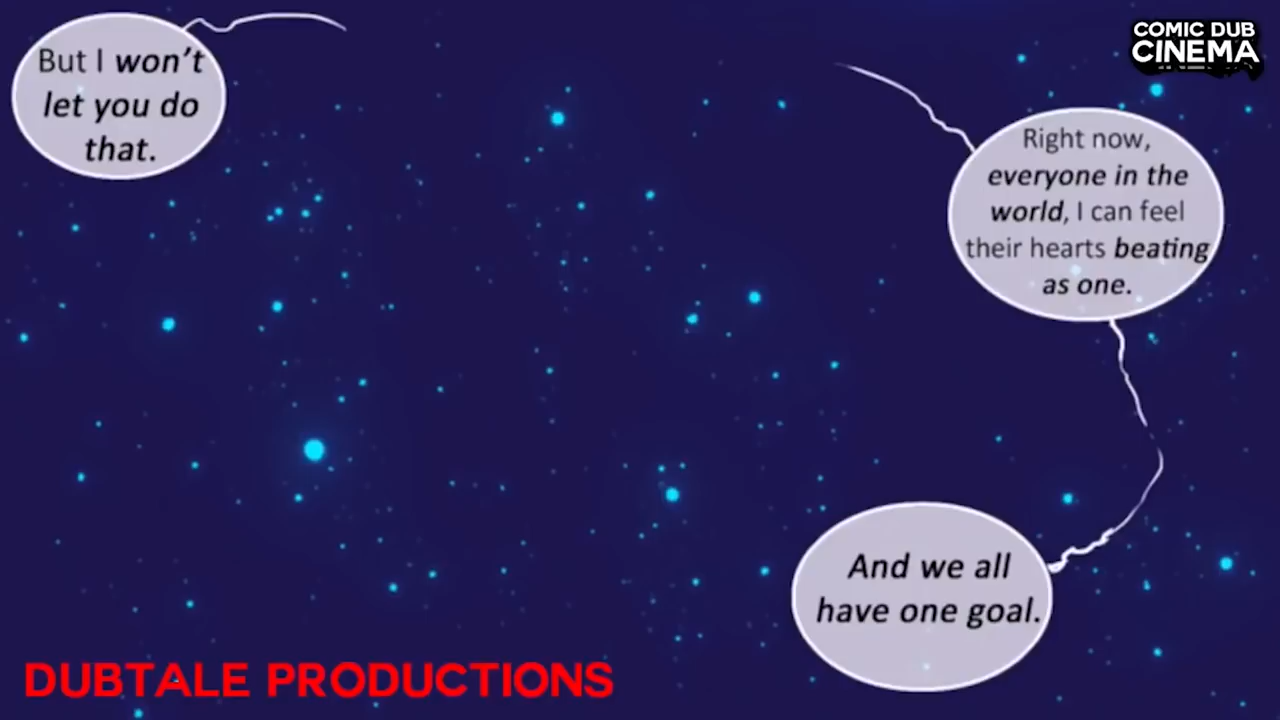 But I won't
let you do
that.
COMIC DUB
CINEMA
Right now,
everyone in the
world, I can feel
their hearts beating
as one.
And we all
have one goal.
DUBTALE PRODUCTIONS